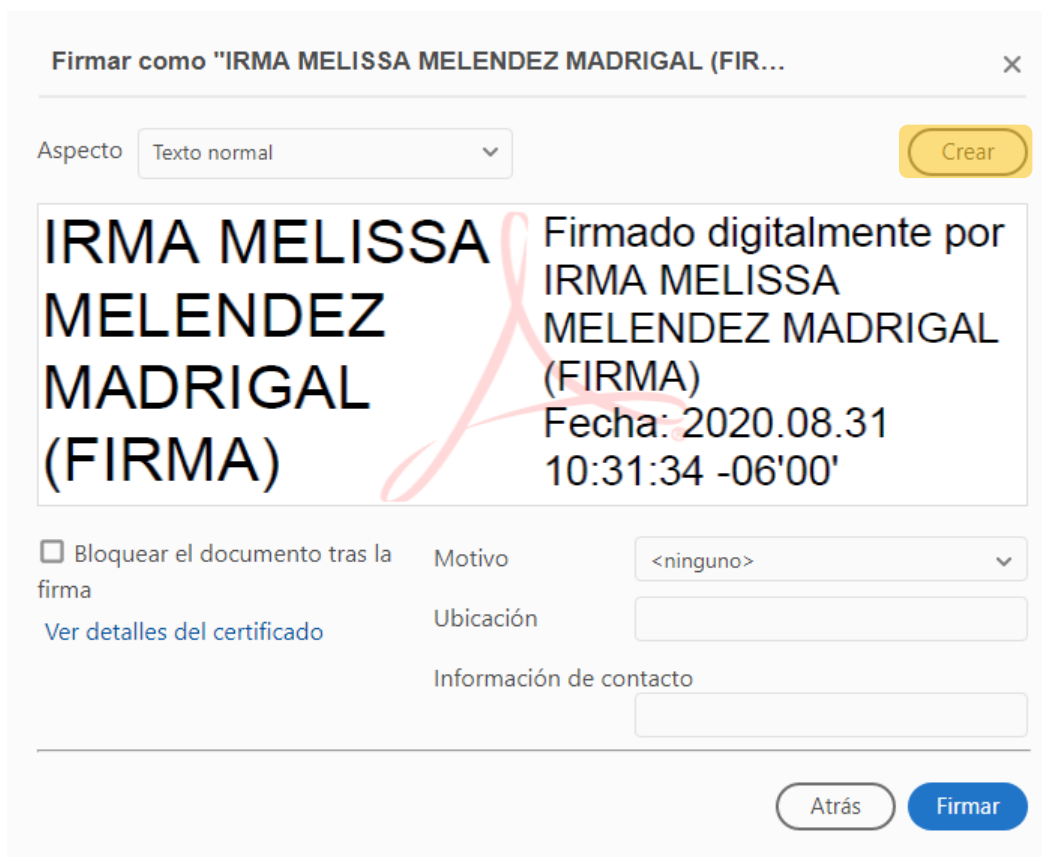 Firmar como "IRMA MELISSA MELENDEZ MADRIGAL (FIR...
Aspecto Texto normal Crear
IRMA MELISSA
MELENDEZ
MADRIGAL
(FIRMA)
Firmado digitalmente por
IRMA MELISSA
MELENDEZ MADRIGAL
(FIRMA)
Fecha: 2020.08.31
10:31:34 -06'00'
Bloquear el documento tras la
firma
Ver detalles del certificado
Motivo <ninguno>
Ubicación
Información de contacto
Atrás Firmar